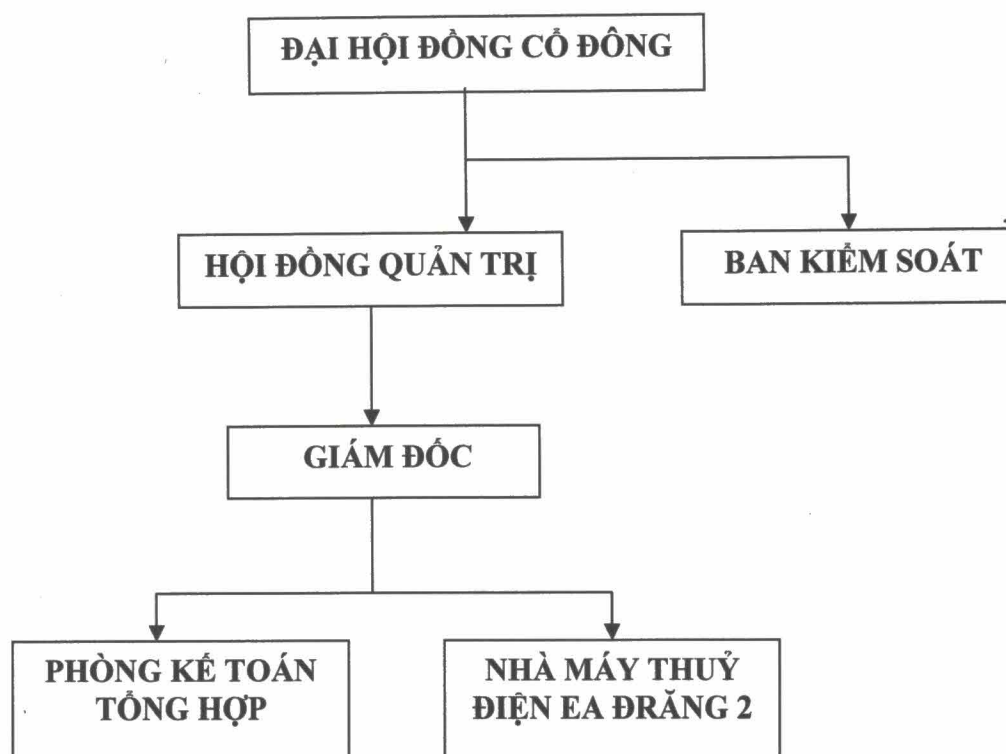 ĐẠI HỘI ĐỒNG CỔ ĐÔNG
HỘI ĐỒNG QUẢN TRỊ
BAN KIỂM SOÁT
GIÁM ĐỐC
PHÒNG KẾ TOÁN
TỔNG HỢP
NHÀ MÁY THUỶ
ĐIỆN EA ĐRĂNG 2